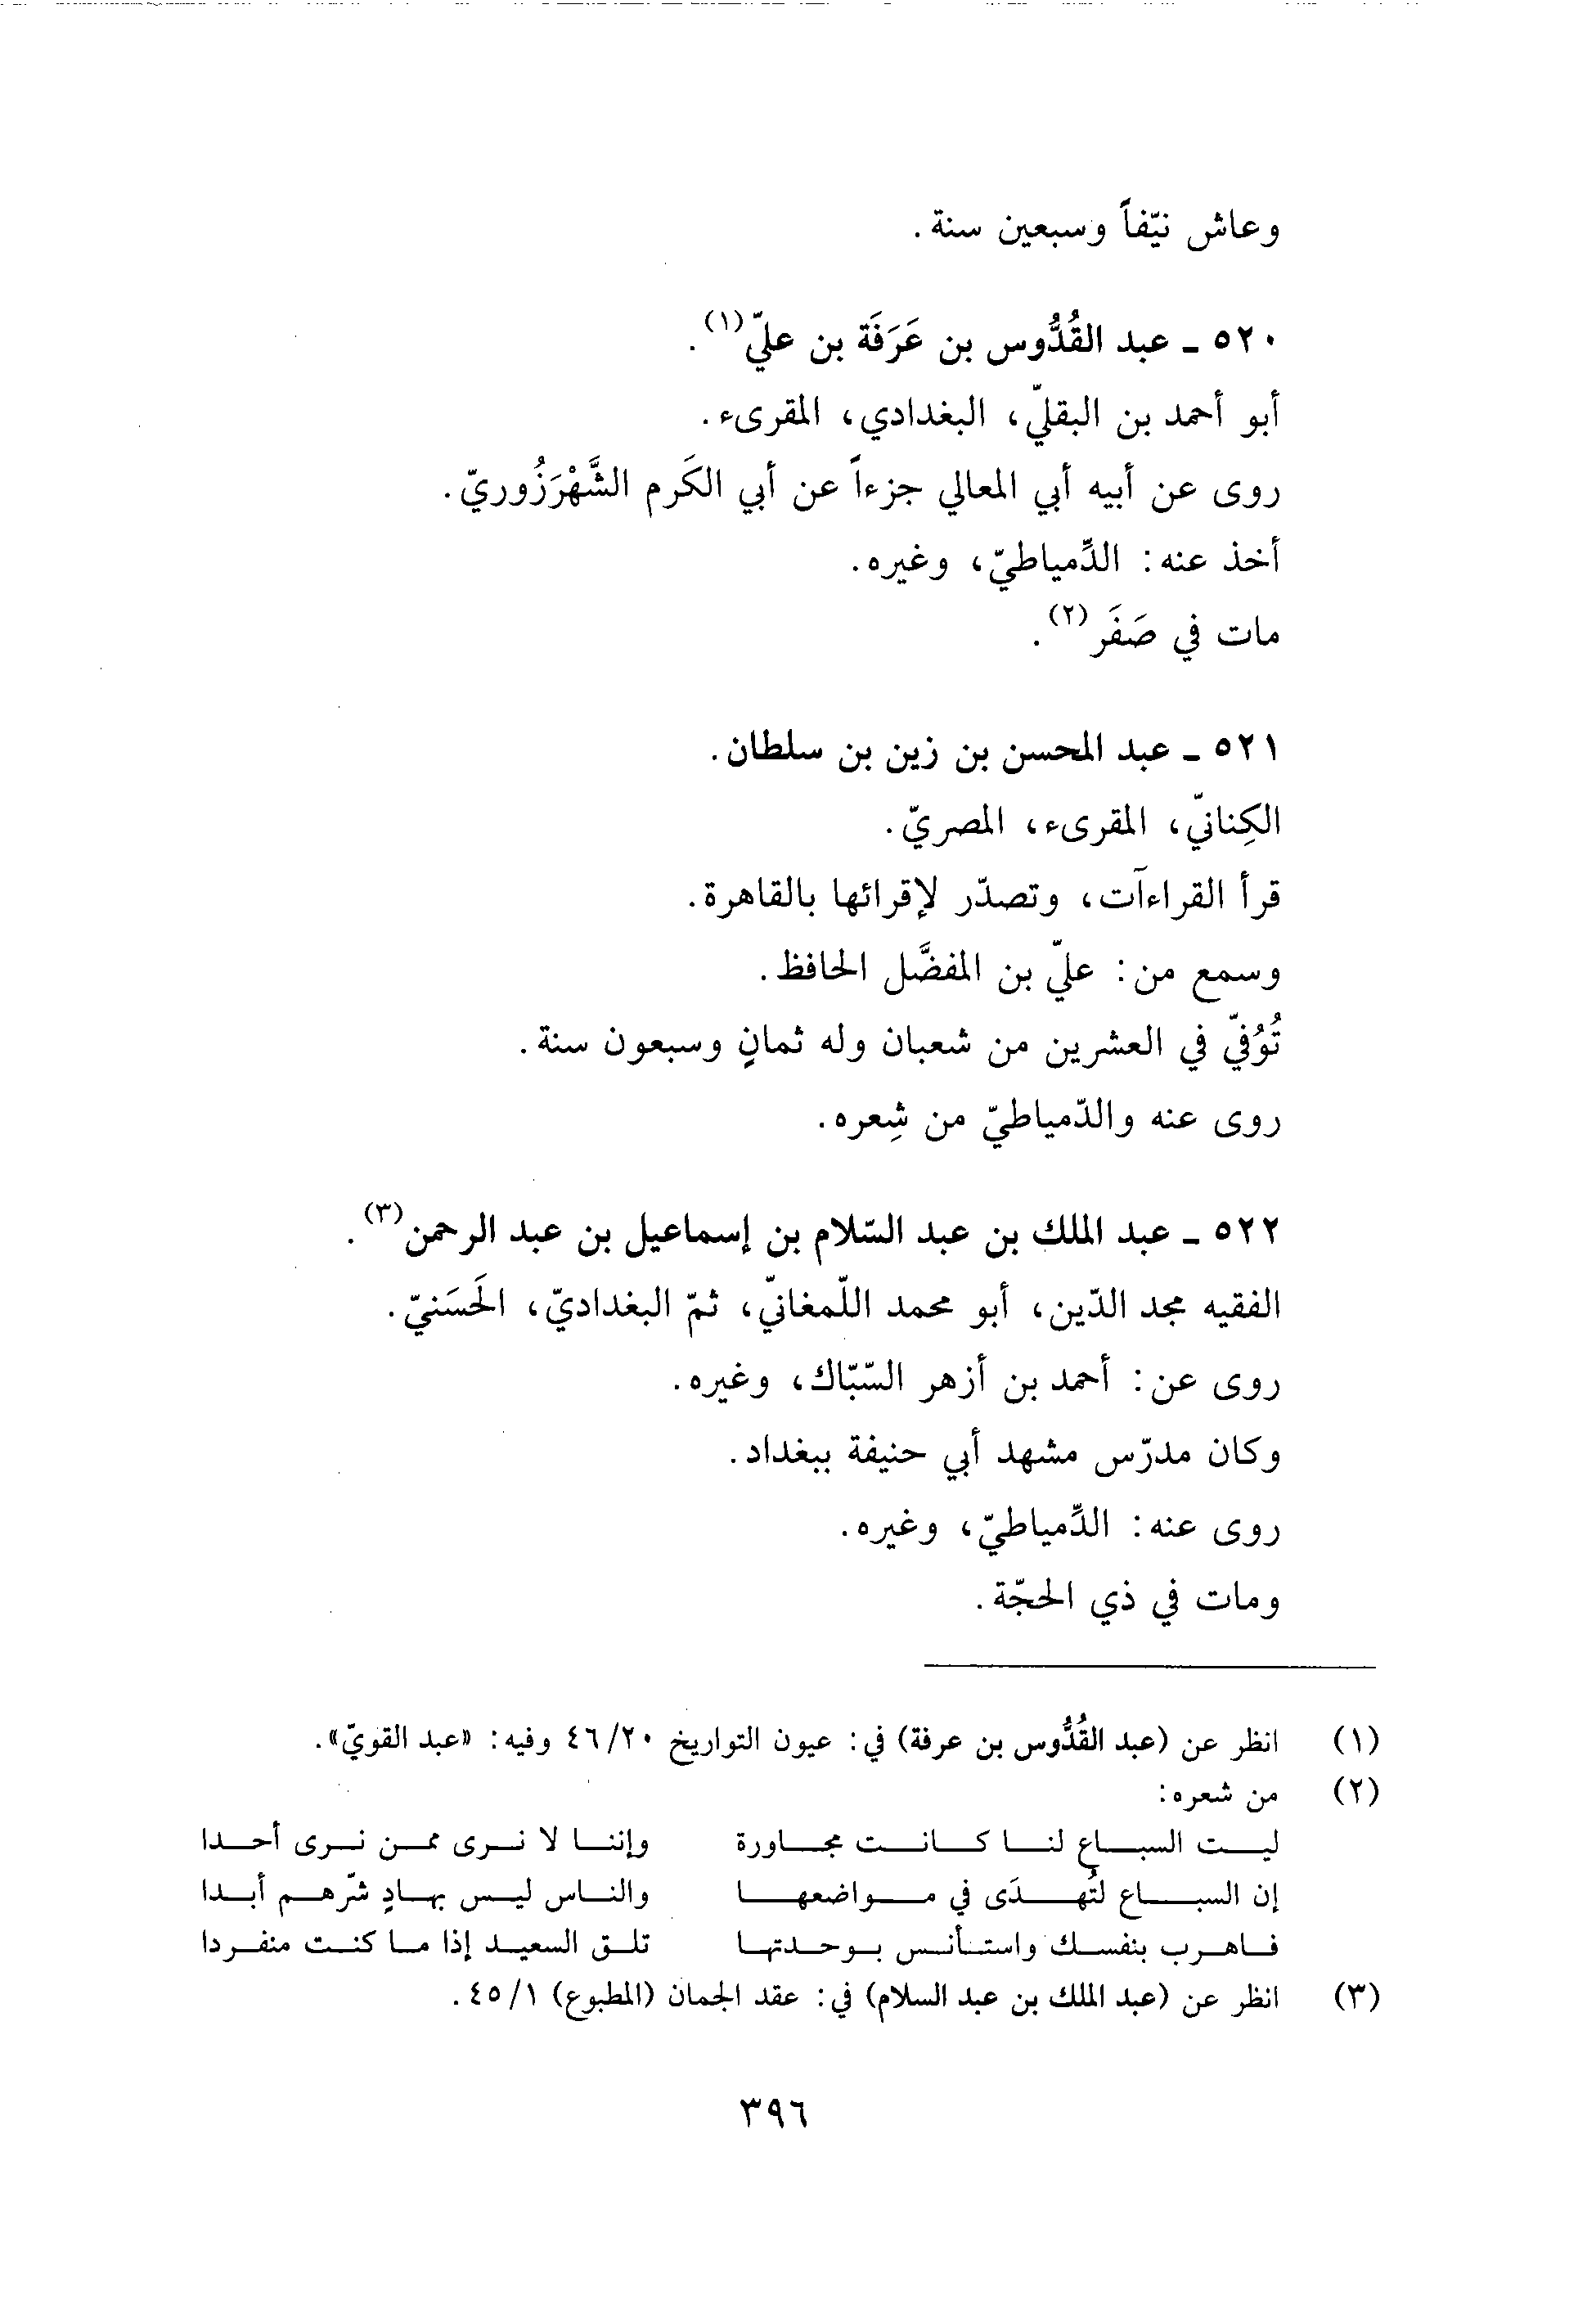 وعاش نيّفاً وسبعين سنة.
٥٢٠ ـ عبد القُدُّوس بن عَرَفَة بن عليّ(١).
أبو أحمد بن البقليّ، البغدادي، المقرىء.
روى عن أبيه أبي المعالي جزءاً عن أبي الكَرم الشَّهْرَزُوريّ.
أخذ عنه: الدِّمياطيّ، وغيره.
مات في صَفَر(٢).
٥٢١ ـ عبد المحسن بن زين بن سلطان.
الكِنانيّ، المقرىء، المصريّ.
قرأ القراءآت، وتصدّر لإقرائها بالقاهرة.
وسمع من: عليّ بن المفضَّل الحافظ.
تُوُفيّ في العشرين من شعبان وله ثمانٍ وسبعون سنة.
روى عنه والدّمياطيّ من شِعره.
٥٢٢ ـ عبد الملك بن عبد السّلام بن إسماعيل بن عبد الرحمن(٣).
الفقيه مجد الدّين، أبو محمد اللّمغانيّ، ثمّ البغداديّ، الحَسَنيّ.
روى عن: أحمد بن أزهر السّبّاك، وغيره.
وكان مدرّس مشهد أبي حنيفة ببغداد.
روى عنه: الدِّمياطيّ، وغيره.
ومات في ذي الحجّة.
(١) انظر عن (عبد القُدُّوس بن عرفة) في: عيون التواريخ ٤٦/٢٠ وفيه: «عبد القويّ».
(٢) من شعره:
ليت السباع لنا كانت مجاورة وإننا لا نرى ممن نرى أحدا
إن السباع لتُهدَى في مواضعها والناس ليس بهادٍ شرّهم أبدا
فاهرب بنفسك واستأنس بوحدتها تلق السعيد إذا ما كنت منفردا
(٣) انظر عن (عبد الملك بن عبد السلام) في: عقد الجمان (المطبوع) ٤٥/١.
٣٩٦